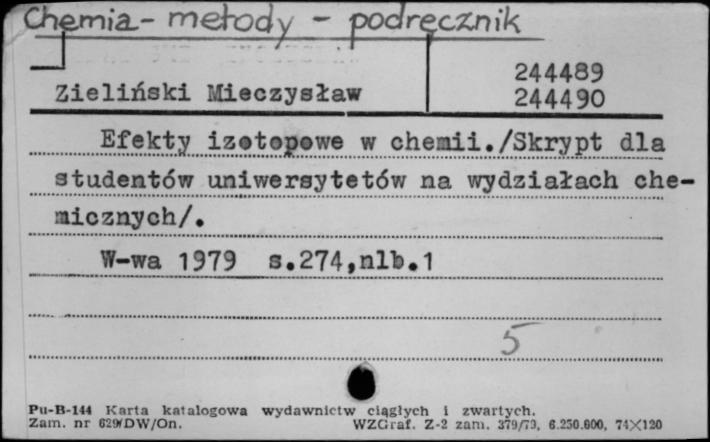 Chemia - metody - podręcznik
244489
Zieliński Mieczysław
244490
Efekty izotopowe w chemii./Skrypt dla
studentów uniwersytetów na wydziałach che-
micznych/.
W-wa 1979 s.274,nlb.1
5
Pu-B-144 Karta katalogowa wydawnictw ciągłych i zwartych.
Zam. nr 629/DW/On. WZGraf. Z-2 zam. 379/73, 6.250.000, 74X120